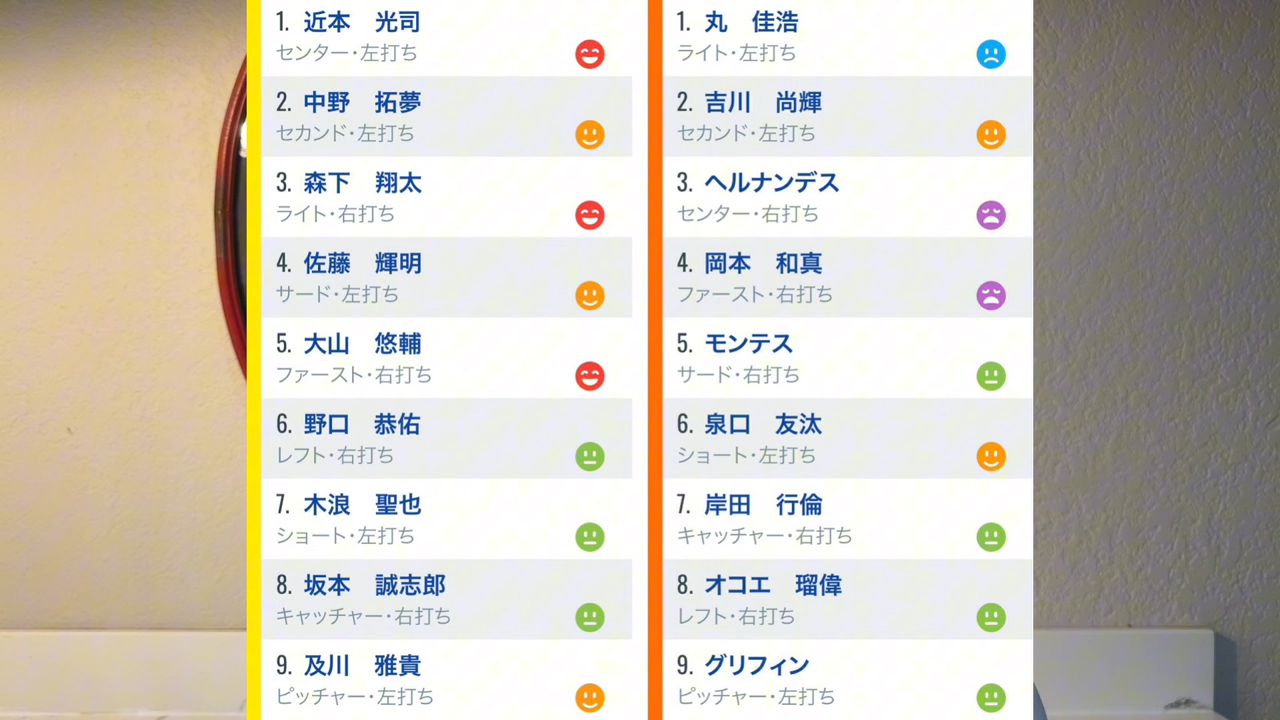 1. 近本 光司
センター・左打ち
2. 中野 拓夢
セカンド・左打ち
3. 森下 翔太
ライト・右打ち
4. 佐藤 輝明
サード・左打ち
5. 大山 悠輔
ファースト・右打ち
6. 野口 恭佑
レフト・右打ち
7. 木浪 聖也
ショート・左打ち
8. 坂本 誠志郎
キャッチャー・右打ち
9. 及川 雅貴
ピッチャー・左打ち
1. 丸 佳浩
ライト・左打ち
2. 吉川 尚輝
セカンド・左打ち
3. ヘルナンデス
センター・右打ち
4. 岡本 和真
ファースト・右打ち
5. モンテス
サード・右打ち
6. 泉口 友汰
ショート・左打ち
7. 岸田 行倫
キャッチャー・右打ち
8. オコエ 瑠偉
レフト・右打ち
9. グリフィン
ピッチャー・左打ち